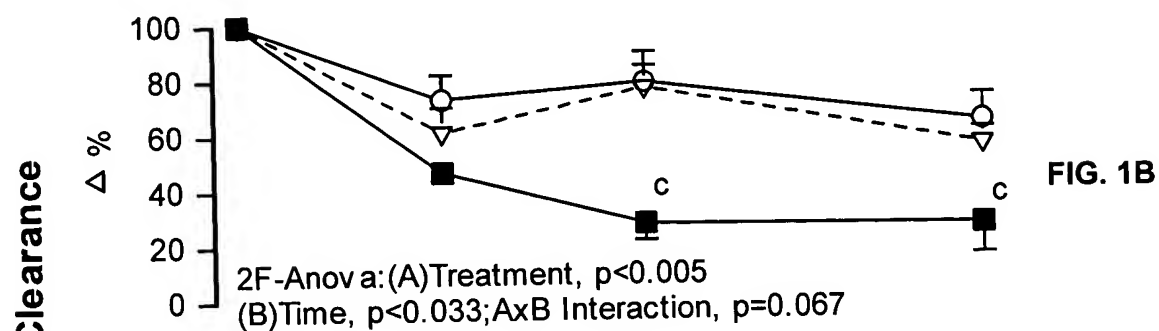 100
80
60
40
20
0
Δ %
Clearance
c
c
2F-Anova:(A)Treatment, p<0.005
(B)Time, p<0.033;AxB Interaction, p=0.067
FIG. 1B